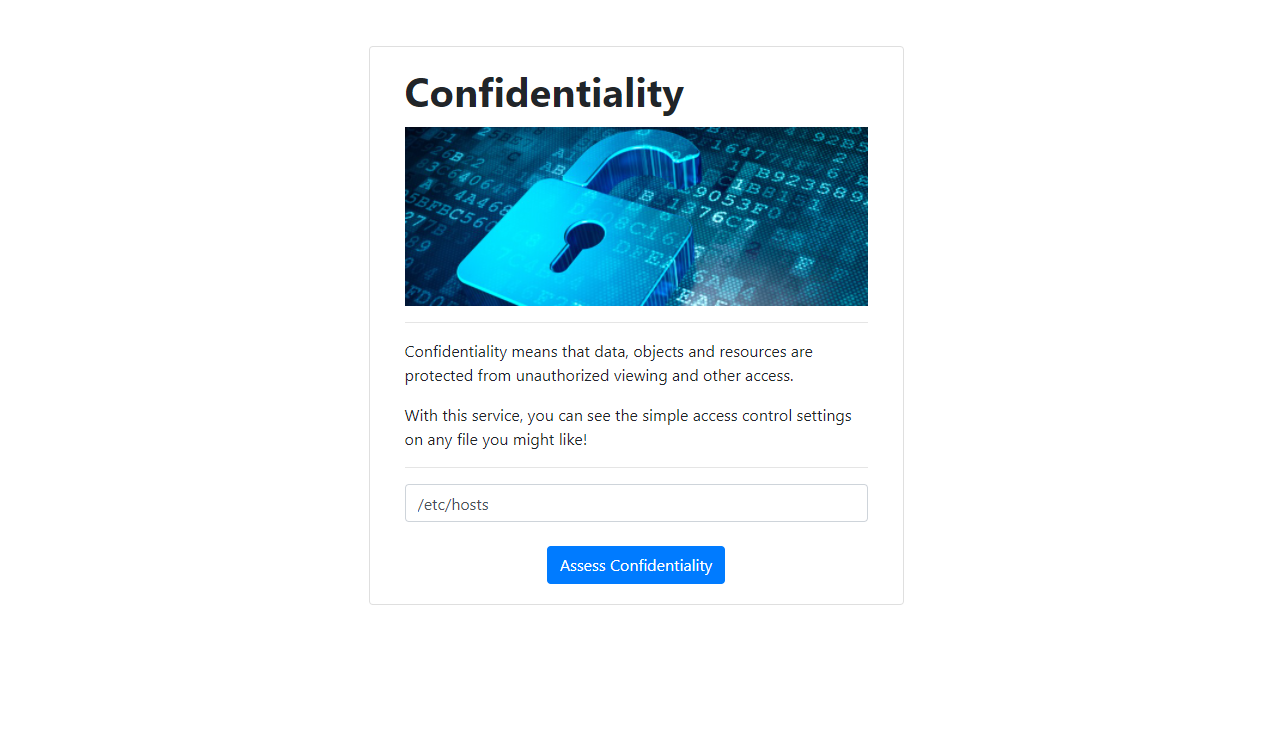 Confidentiality
Confidentiality means that data, objects and resources are
protected from unauthorized viewing and other access.
With this service, you can see the simple access control settings
on any file you might like!
/etc/hosts
Assess Confidentiality